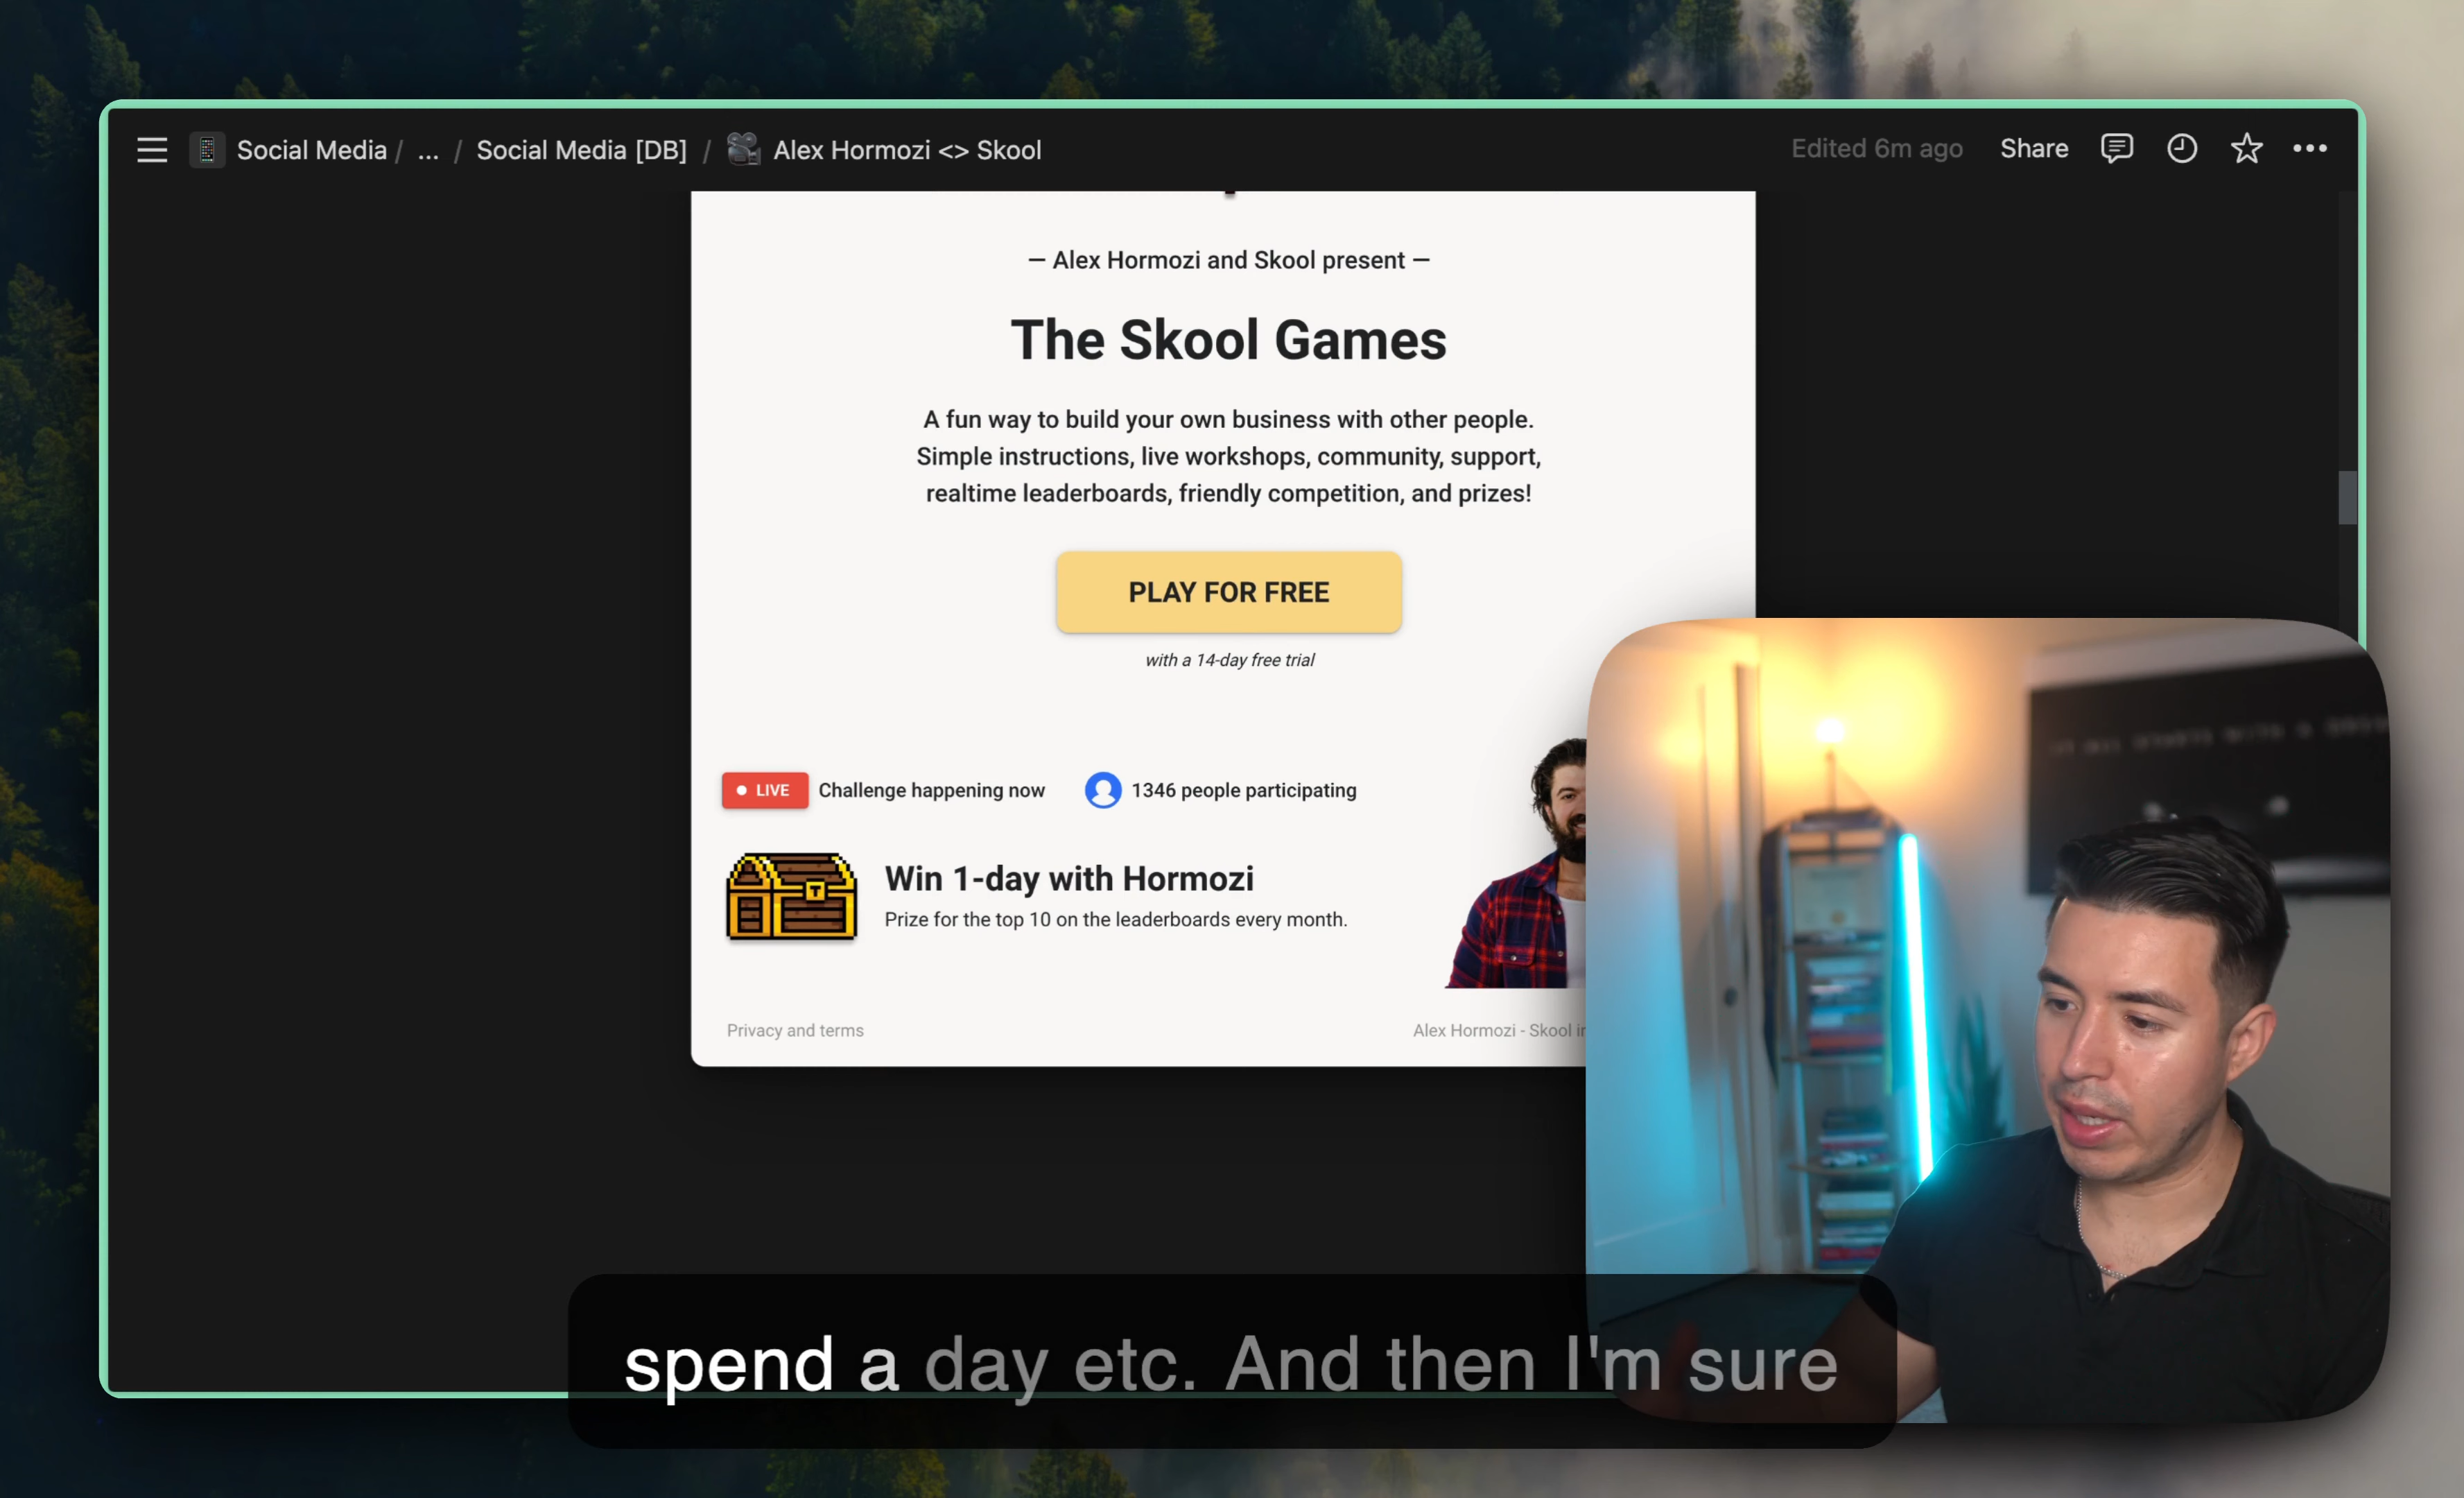 Social Media / ... / Social Media [DB] / Alex Hormozi <> Skool
Edited 6m ago Share
— Alex Hormozi and Skool present —
The Skool Games
A fun way to build your own business with other people.
Simple instructions, live workshops, community, support,
realtime leaderboards, friendly competition, and prizes!
PLAY FOR FREE
with a 14-day free trial
LIVE Challenge happening now 1346 people participating
Win 1-day with Hormozi
Prize for the top 10 on the leaderboards every month.
Privacy and terms
Alex Hormozi - Skool
spend a day etc. And then I'm sure